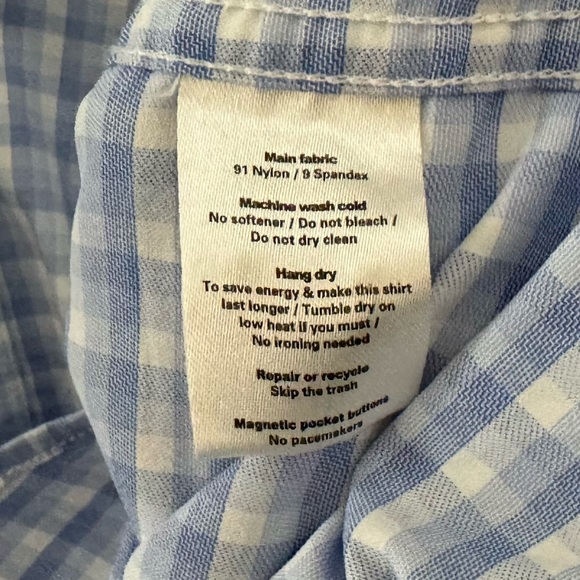 Main fabric
91 Nylon / 9 Spandex
Machine wash cold
No softener / Do not bleach /
Do not dry clean
Hang dry
To save energy & make this shirt
last longer / Tumble dry on
low heat if you must /
No ironing needed
Repair or recycle
Skip the trash
Magnetic pocket buttons
No pacemakers